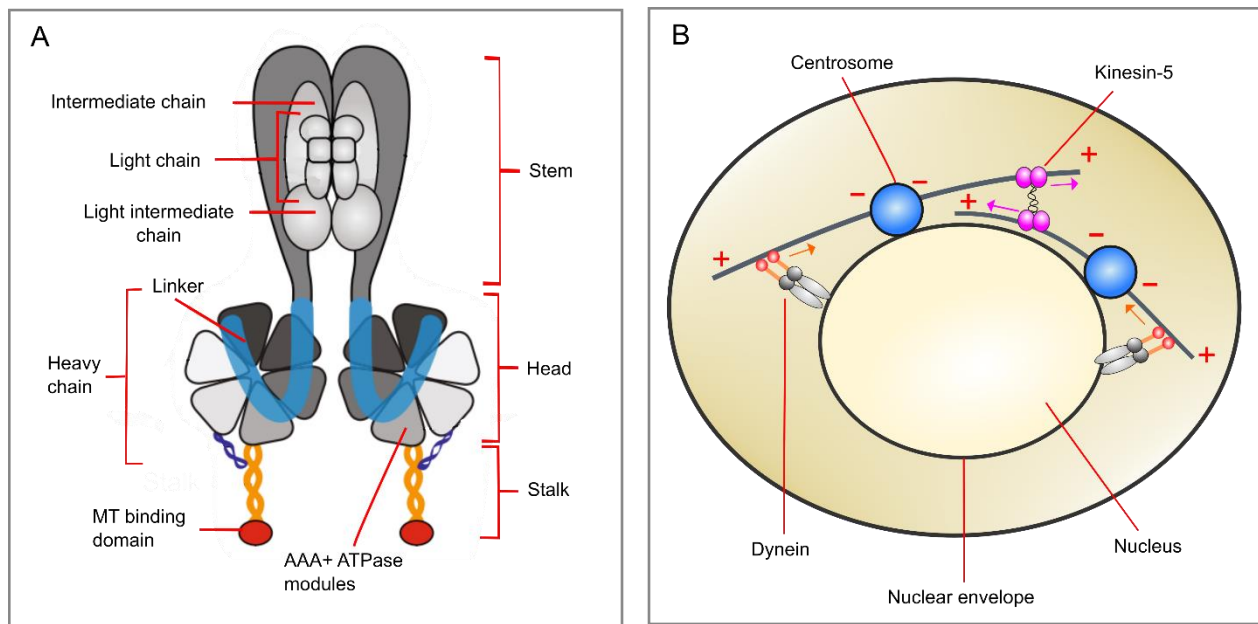 A
Intermediate chain
Light chain
Light intermediate
chain
Stem
Linker
Heavy
chain
Head
Stalk
Stalk
MT binding
domain
AAA+ ATPase
modules
B
Centrosome
Kinesin-5
+
−
−
+
+
−
−
+
Dynein
Nucleus
Nuclear envelope